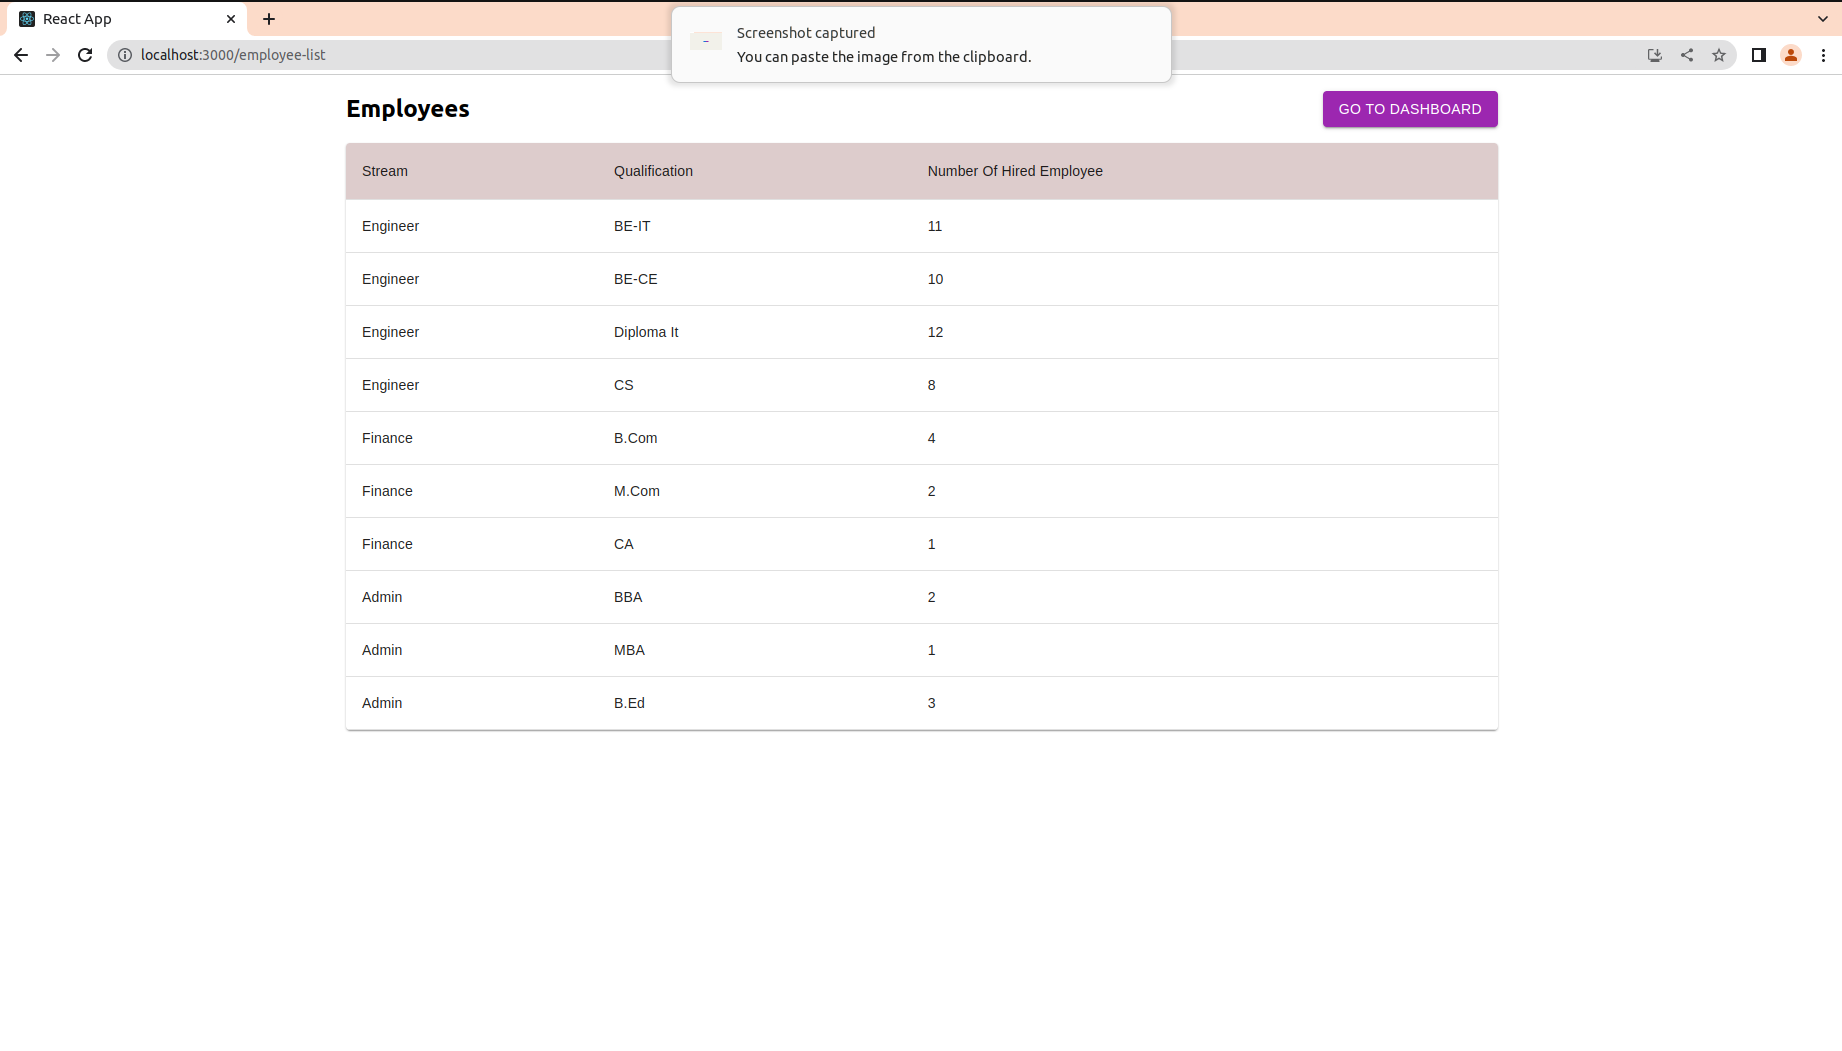 React App
localhost:3000/employee-list
Screenshot captured
You can paste the image from the clipboard.
Employees
GO TO DASHBOARD
Stream Qualification Number Of Hired Employee
Engineer BE-IT 11
Engineer BE-CE 10
Engineer Diploma It 12
Engineer CS 8
Finance B.Com 4
Finance M.Com 2
Finance CA 1
Admin BBA 2
Admin MBA 1
Admin B.Ed 3